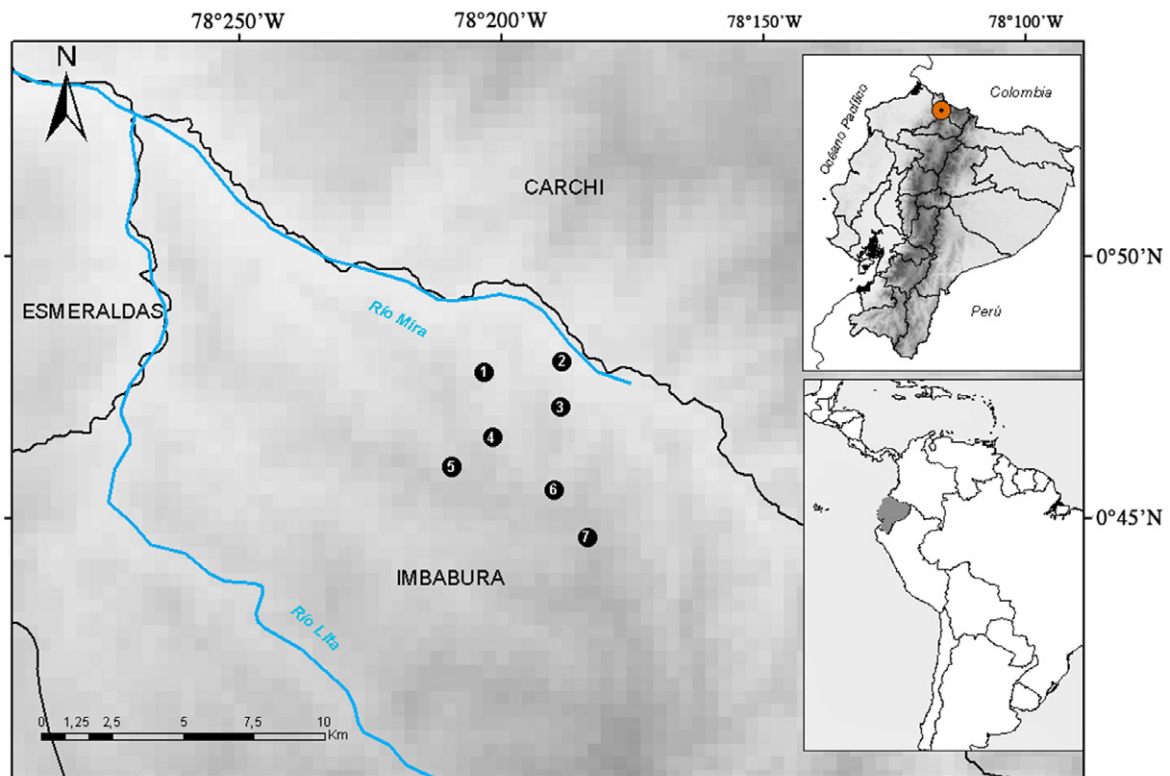 78°250'W
78°200'W
78°150'W
78°100'W
N
Colombia
Océano Pacífico
Perú
CARCHI
0°50'N
ESMERALDAS
Río Mira
1
2
3
4
5
6
7
0°45'N
IMBABURA
Río Lita
0 1,25 2,5 5 7,5 10
Km